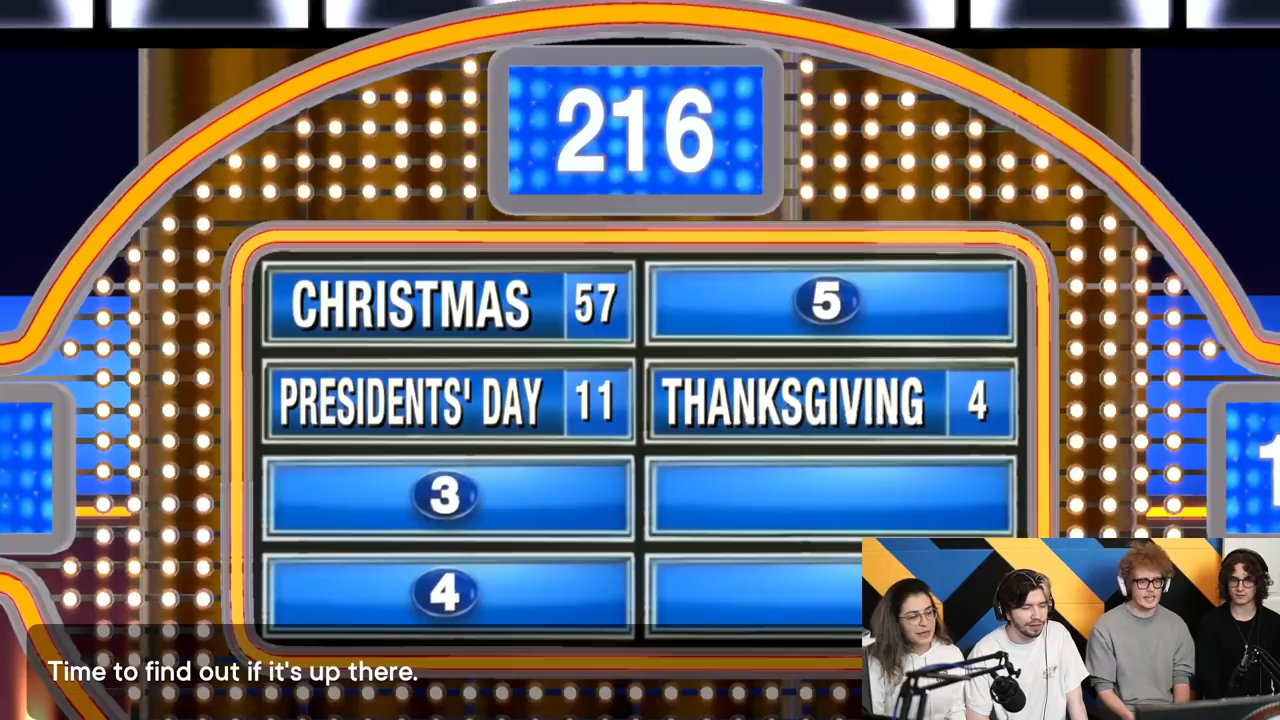 216
CHRISTMAS 57
5
PRESIDENTS' DAY 11
THANKSGIVING 4
3
4
1
Time to find out if it's up there.